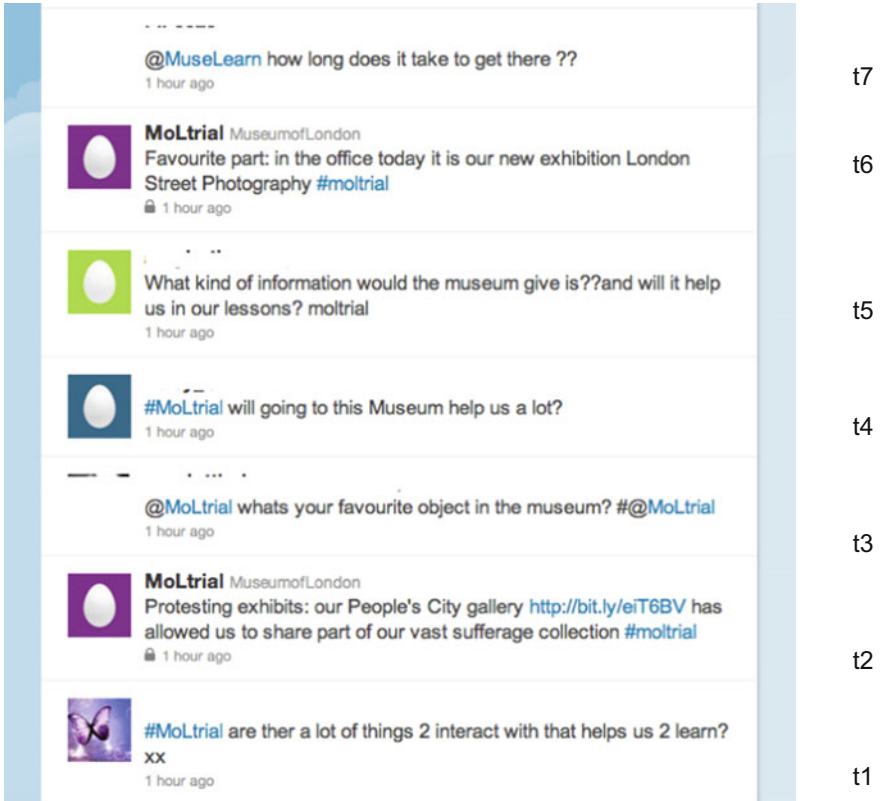 @MuseLearn how long does it take to get there ??
1 hour ago
t7
MoLtrial MuseumofLondon
Favourite part: in the office today it is our new exhibition London
Street Photography #moltrial
1 hour ago
t6
What kind of information would the museum give is??and will it help
us in our lessons? moltrial
1 hour ago
t5
#MoLtrial will going to this Museum help us a lot?
1 hour ago
t4
@MoLtrial whats your favourite object in the museum? #@MoLtrial
1 hour ago
t3
MoLtrial MuseumofLondon
Protesting exhibits: our People's City gallery http://bit.ly/eiT6BV has
allowed us to share part of our vast sufferage collection #moltrial
1 hour ago
t2
#MoLtrial are ther a lot of things 2 interact with that helps us 2 learn?
xx
1 hour ago
t1